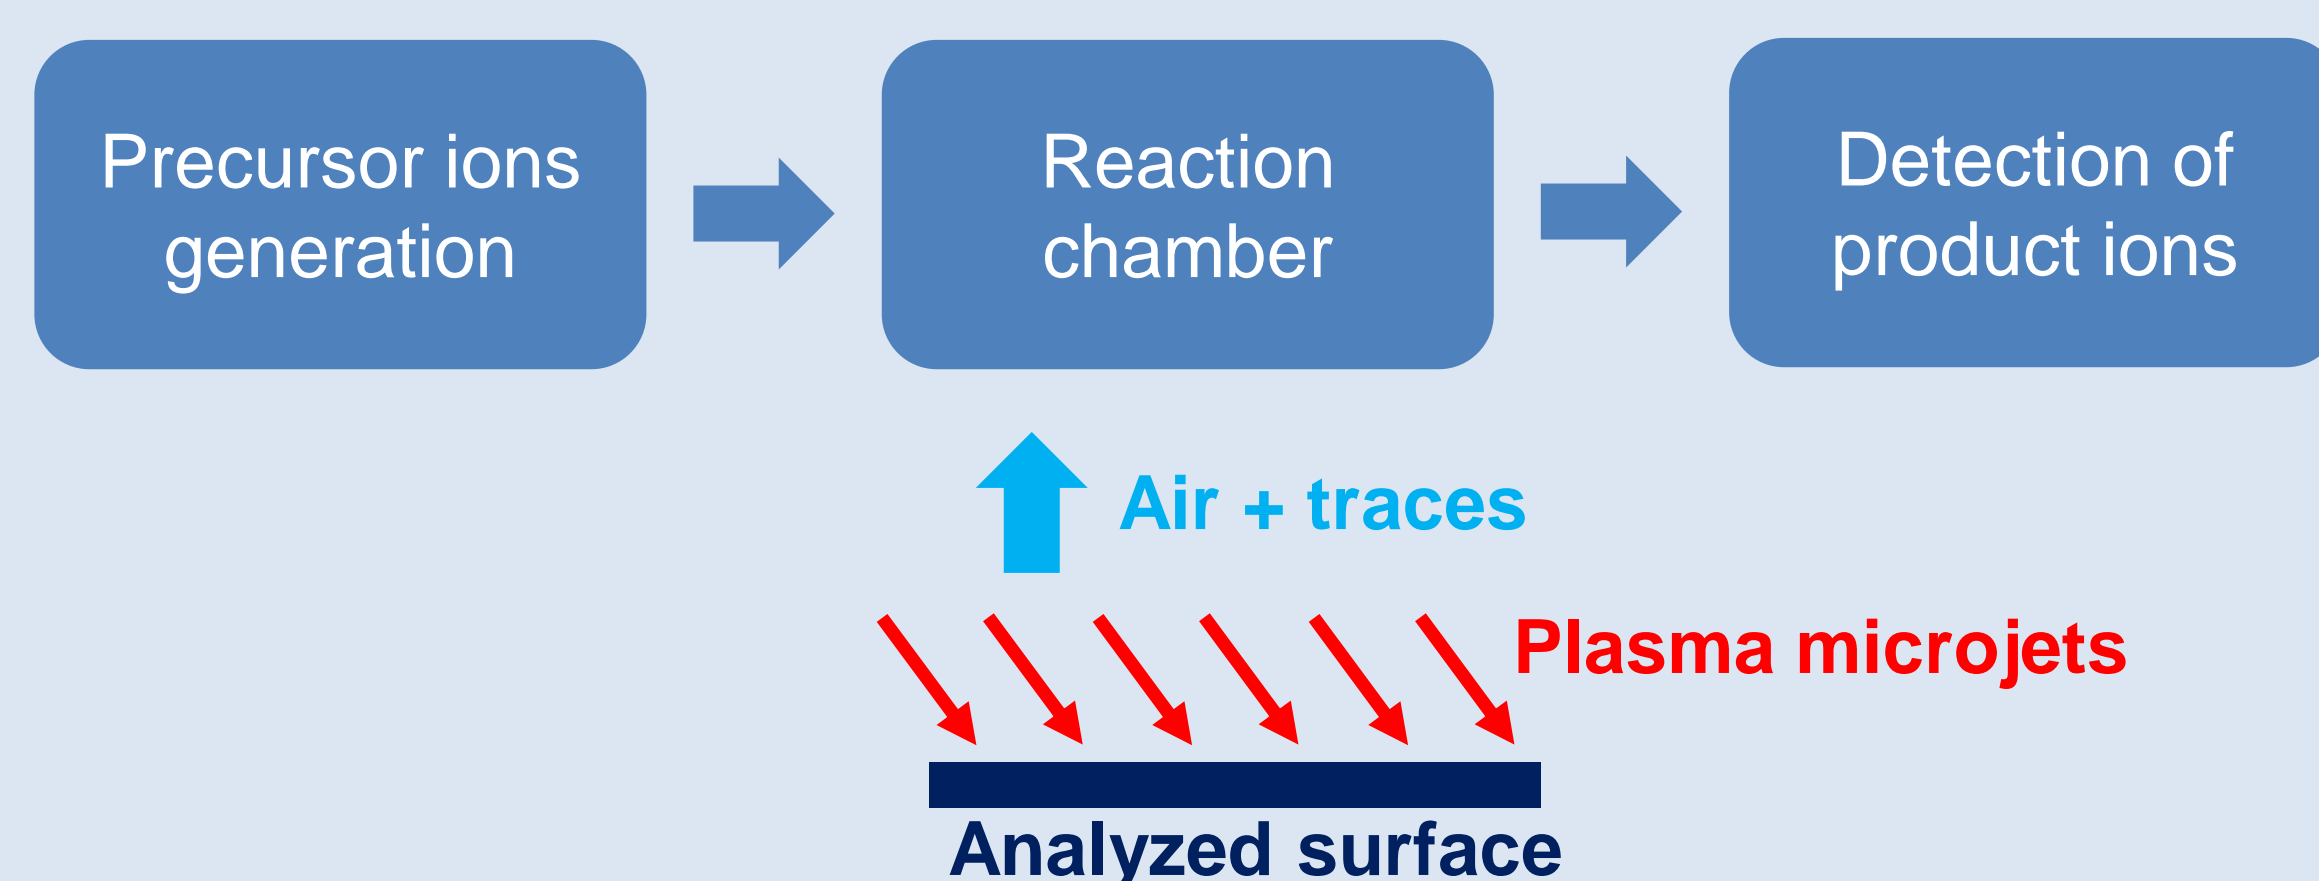 Precursor ions
generation
Reaction
chamber
Detection of
product ions
Air + traces
Plasma microjets
Analyzed surface